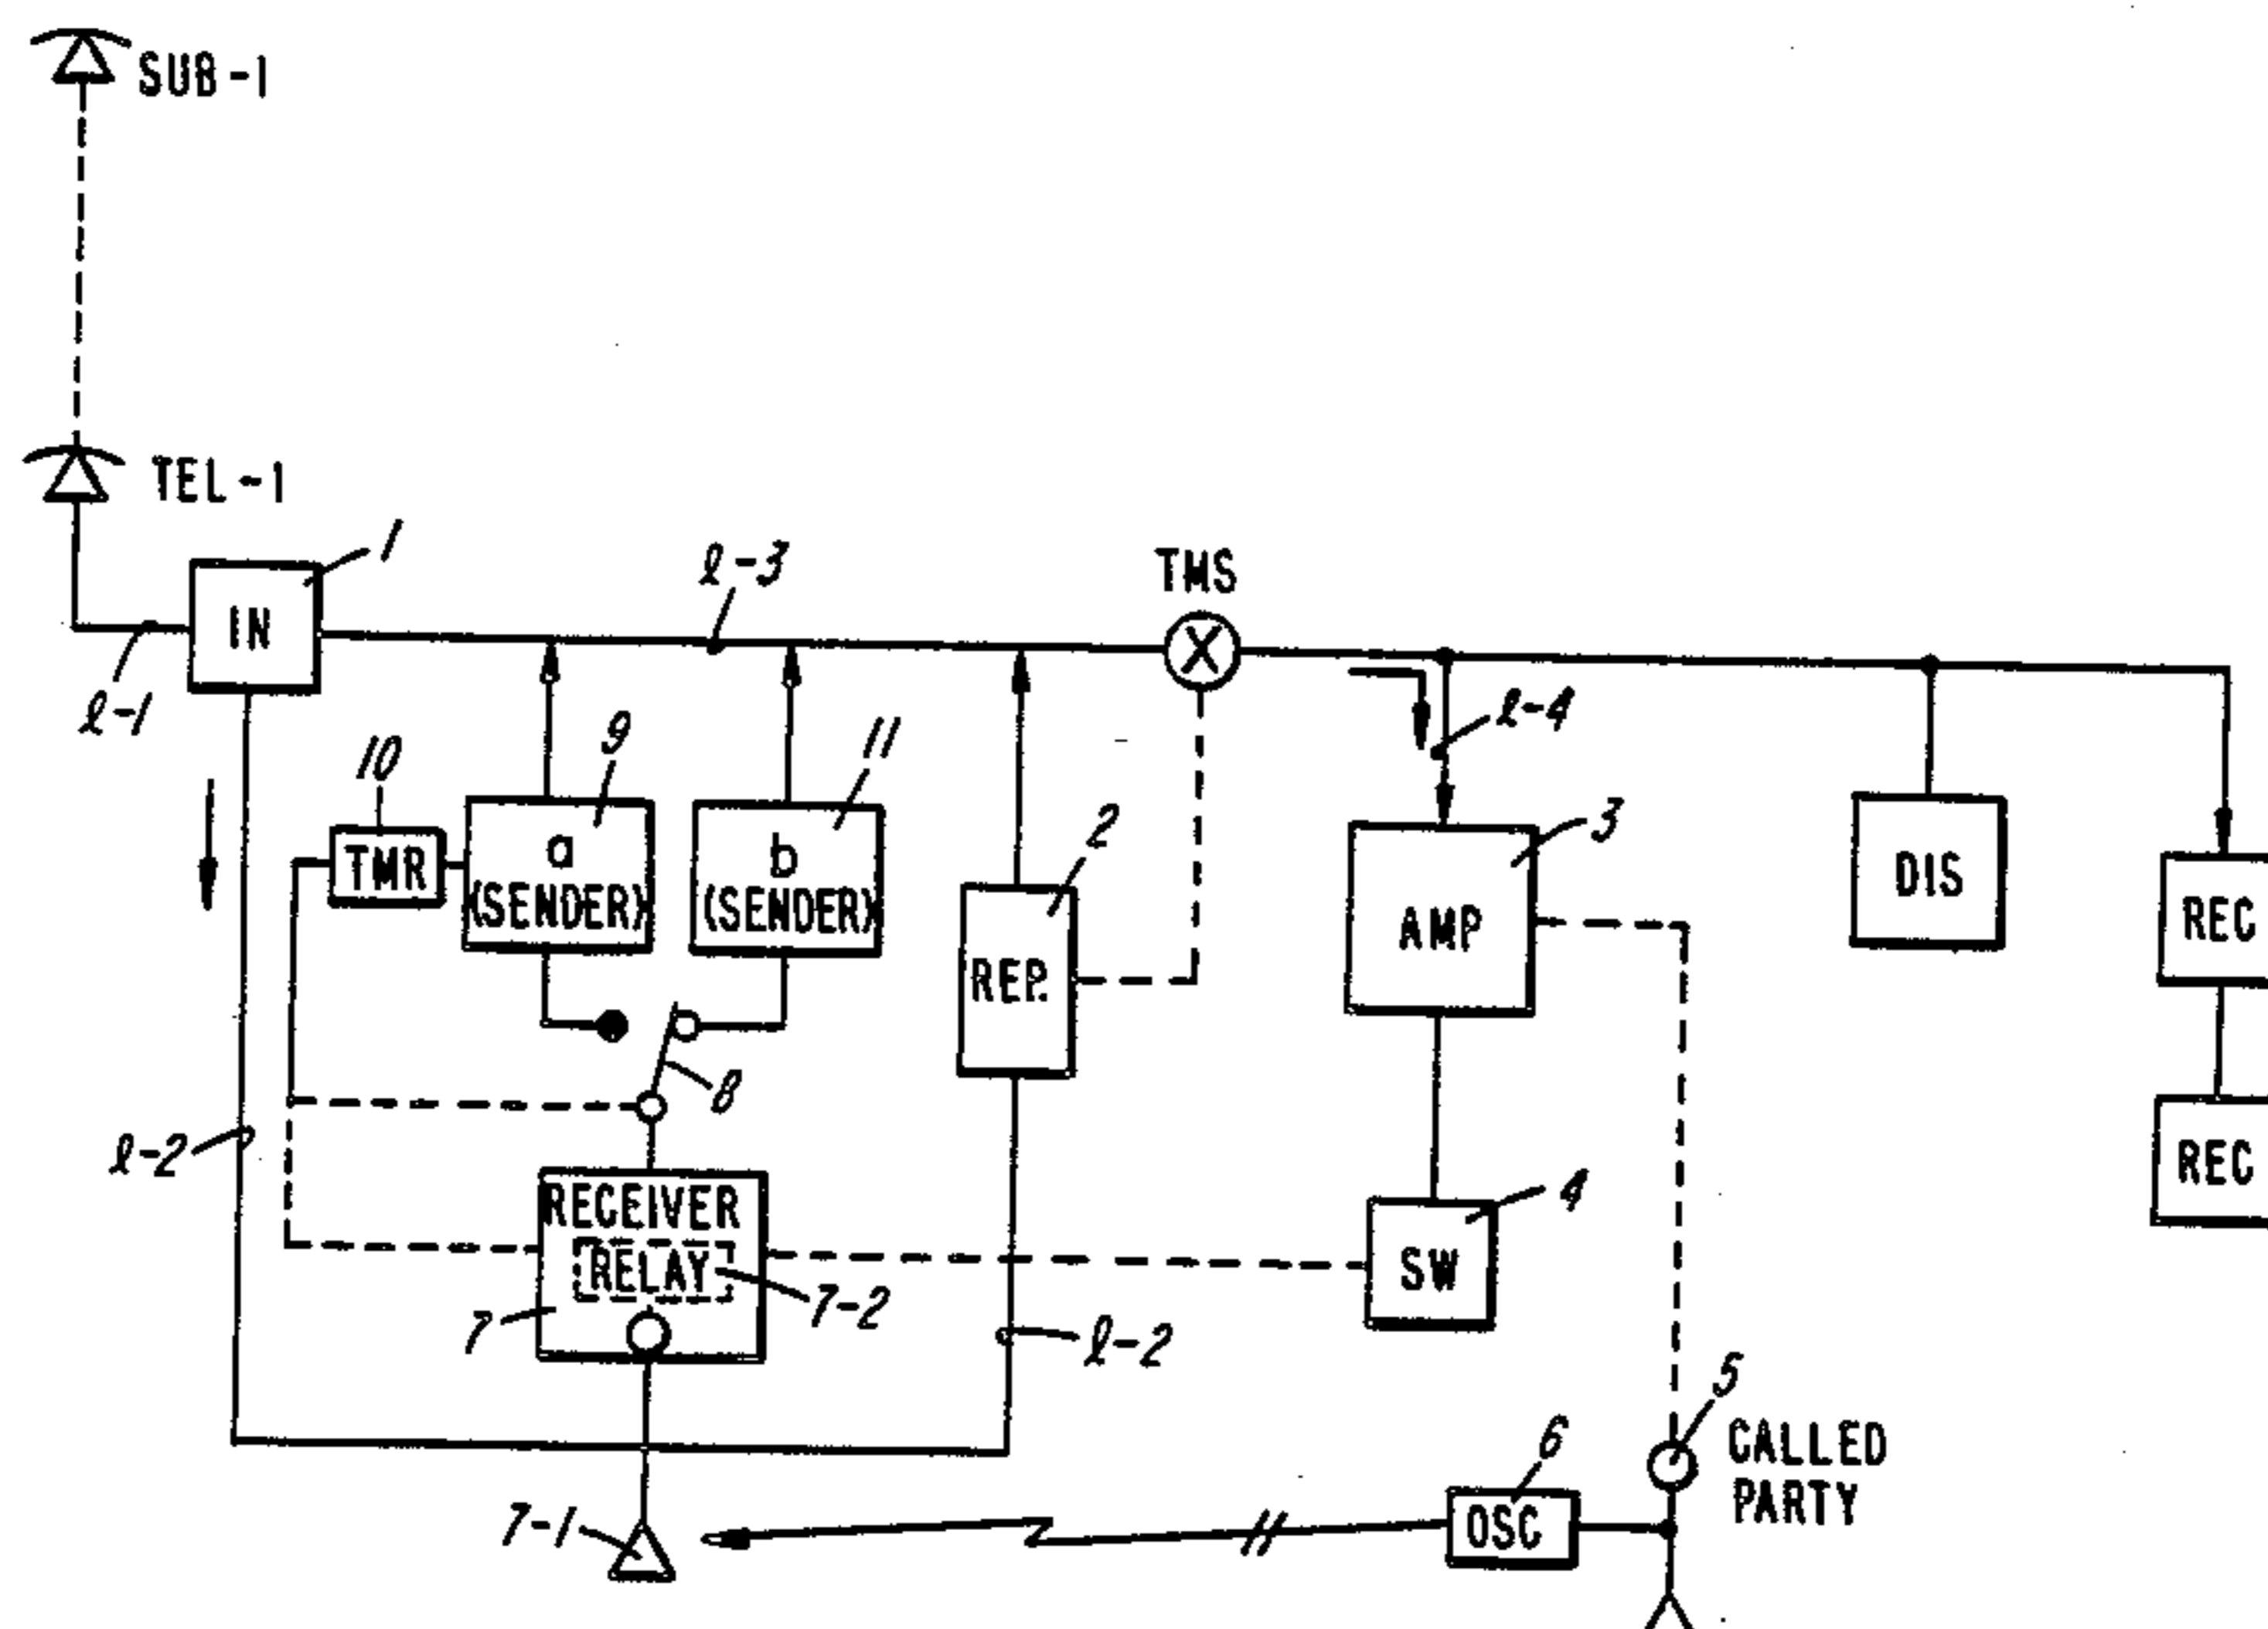 SUB-1
TEL-1
1
IN
ℓ-1
ℓ-3
TMS
X
ℓ-4
10
TMR
9
a
(SENDER)
11
b
(SENDER)
2
REP.
3
AMP
DIS
REC
REC
8
ℓ-2
RECEIVER
RELAY
7
7-2
ℓ-2
4
SW
5
CALLED
PARTY
6
OSC
7-1